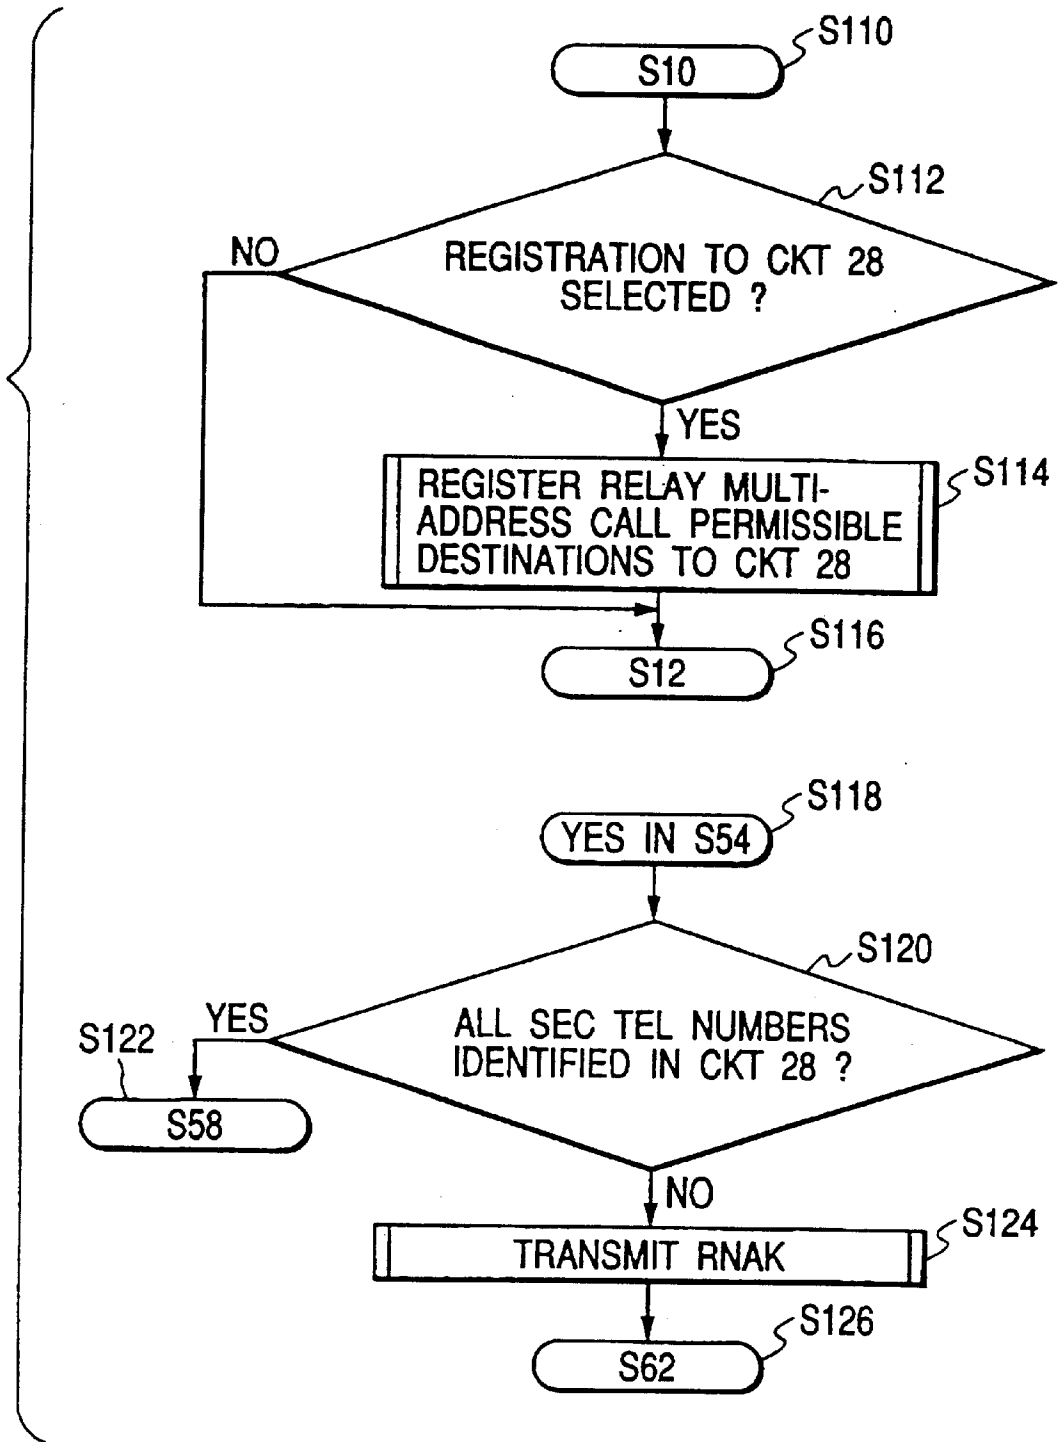 S110
S10
S112
NO
REGISTRATION TO CKT 28
SELECTED ?
YES
S114
REGISTER RELAY MULTI-
ADDRESS CALL PERMISSIBLE
DESTINATIONS TO CKT 28
S116
S12
S118
YES IN S54
S120
YES
ALL SEC TEL NUMBERS
IDENTIFIED IN CKT 28 ?
S122
S58
NO
S124
TRANSMIT RNAK
S126
S62